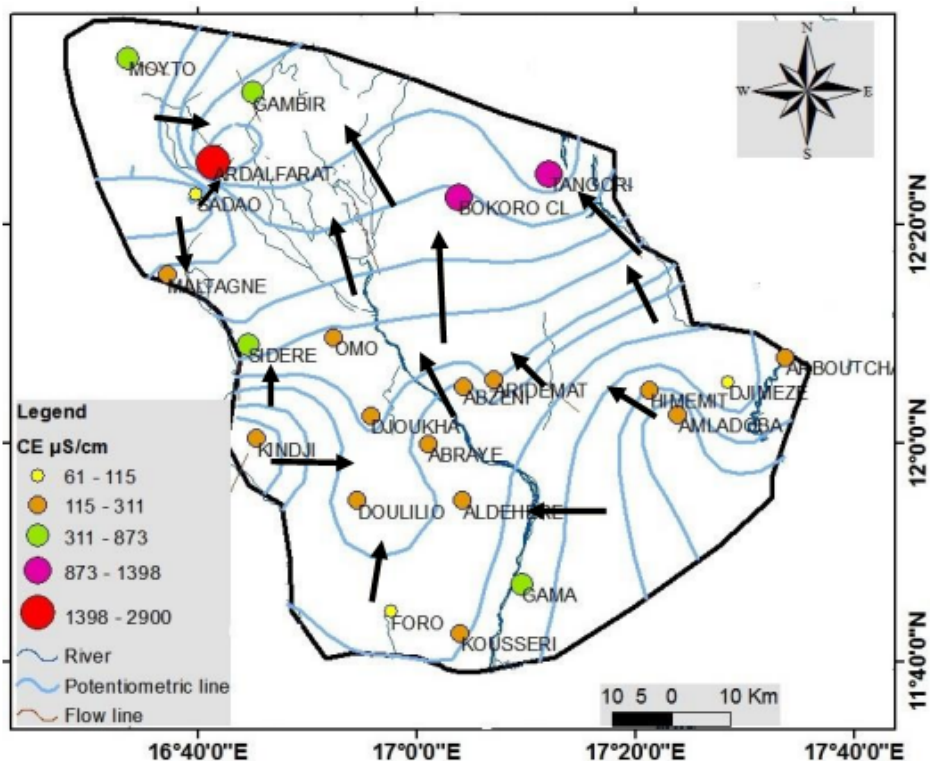 N
W E
S
MOYTO
GAMBIR
ARDALFARAT
GADAO
TANGORI
BOKORO CL
MALTAGNE
SIDERE
OMO
ARBOUTCHA
ARIDEMAT
ABZENI
DJIMEZE
HIMEMIT
AMLADOBA
DJOUKHA
ABRAYE
KINDJI
DOULILIO
ALDEHERE
GAMA
FORO
KOUSSERI
Legend
CE µS/cm
61 - 115
115 - 311
311 - 873
873 - 1398
1398 - 2900
River
Potentiometric line
Flow line
10 5 0 10 Km
12°20'0"N
12°0'0"N
11°40'0"N
16°40'0"E 17°0'0"E 17°20'0"E 17°40'0"E